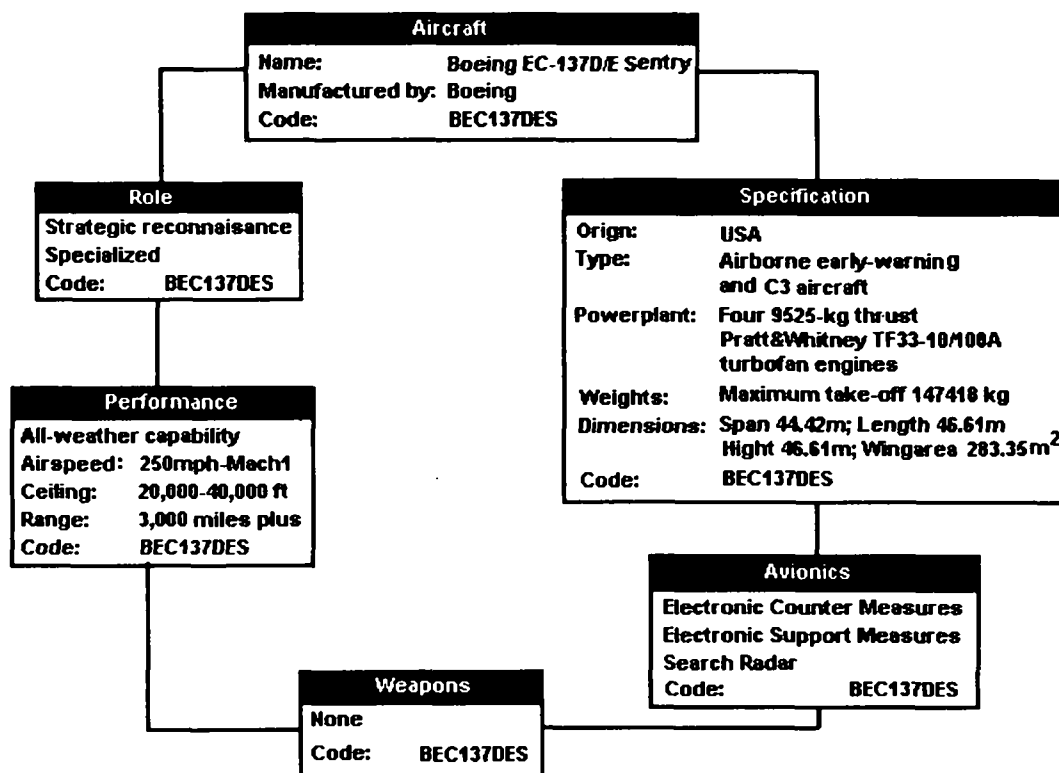 Aircraft
Name: Boeing EC-137D/E Sentry
Manufactured by: Boeing
Code: BEC137DES
Role
Strategic reconnaisance
Specialized
Code: BEC137DES
Specification
Orign: USA
Type: Airborne early-warning
and C3 aircraft
Powerplant: Four 9525-kg thrust
Pratt&Whitney TF33-10/100A
turbofan engines
Weights: Maximum take-off 147418 kg
Dimensions: Span 44.42m; Length 46.61m
Hight 46.61m; Wingarea 283.35m²
Code: BEC137DES
Performance
All-weather capability
Airspeed: 250mph-Mach1
Ceiling: 20,000-40,000 ft
Range: 3,000 miles plus
Code: BEC137DES
Avionics
Electronic Counter Measures
Electronic Support Measures
Search Radar
Code: BEC137DES
Weapons
None
Code: BEC137DES